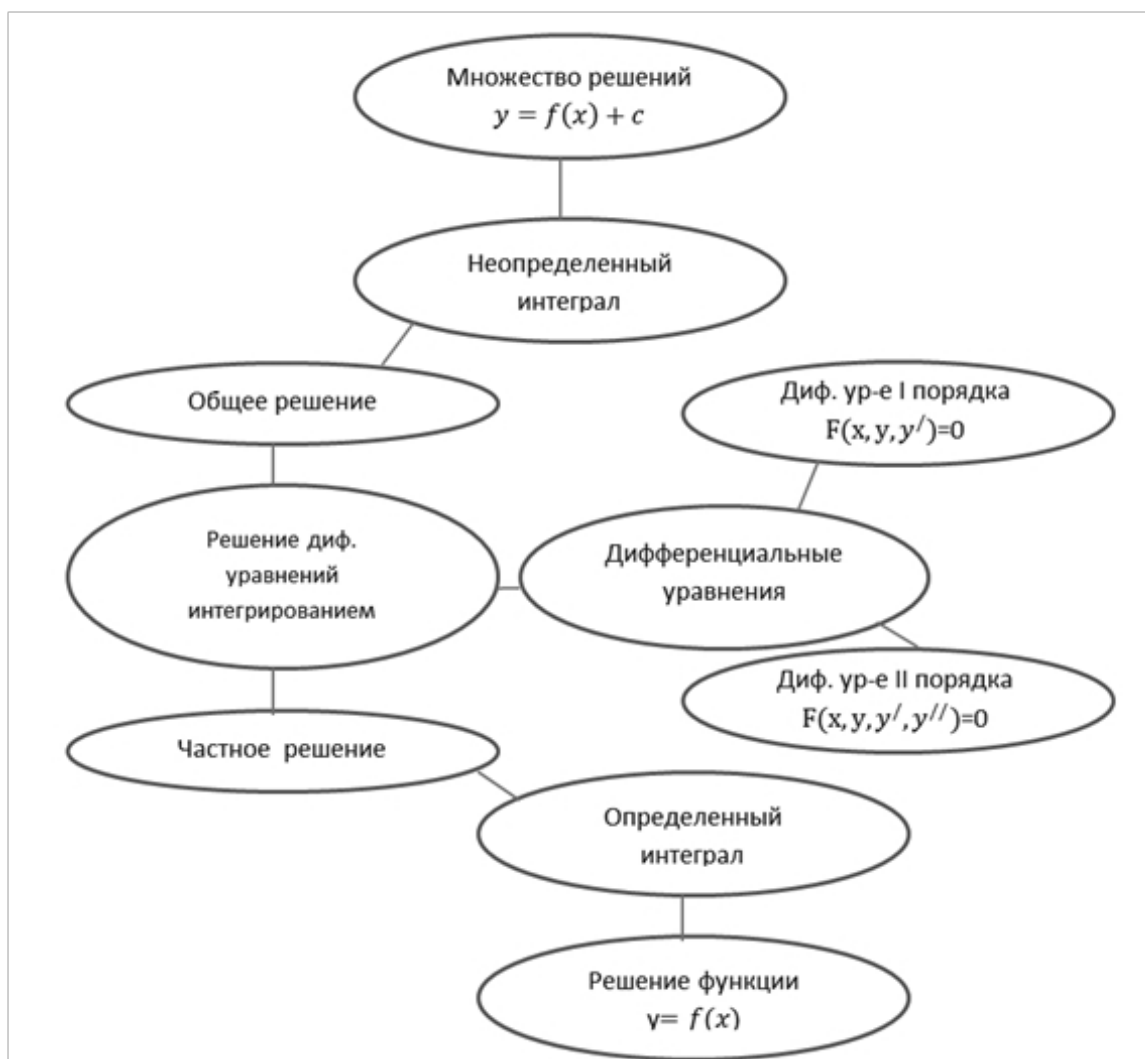 Множество решений
y = f(x) + c
Неопределенный
интеграл
Общее решение
Диф. ур-е I порядка
F(x, y, y′)=0
Решение диф.
уравнений
интегрированием
Дифференциальные
уравнения
Диф. ур-е II порядка
F(x, y, y′, y′′)=0
Частное решение
Определенный
интеграл
Решение функции
y= f(x)